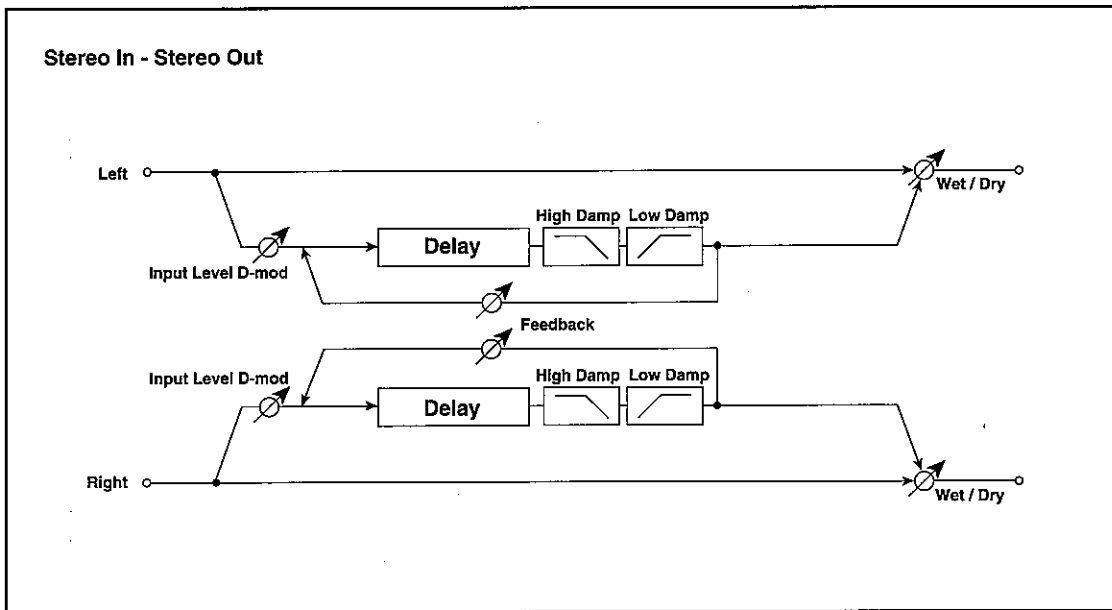 Stereo In - Stereo Out
Left
Wet / Dry
High Damp Low Damp
Delay
Input Level D-mod
Feedback
Input Level D-mod
High Damp Low Damp
Delay
Right
Wet / Dry